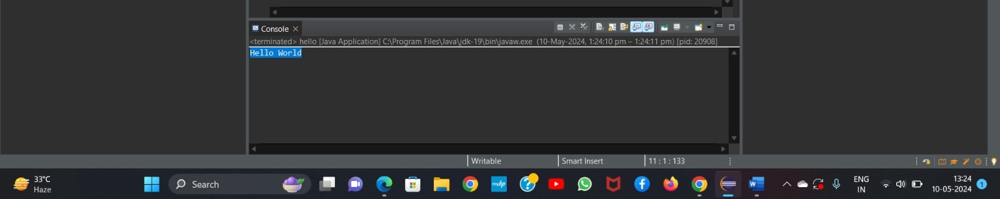 Console
<terminated> hello [Java Application] C:\Program Files\Java\jdk-19\bin\javaw.exe (10-May-2024, 1:24:10 pm – 1:24:11 pm) [pid: 20908]
Hello World
Writable Smart Insert 11 : 1 : 133
33°C
Haze
Search
myhp
ENG
IN
13:24
10-05-2024
1